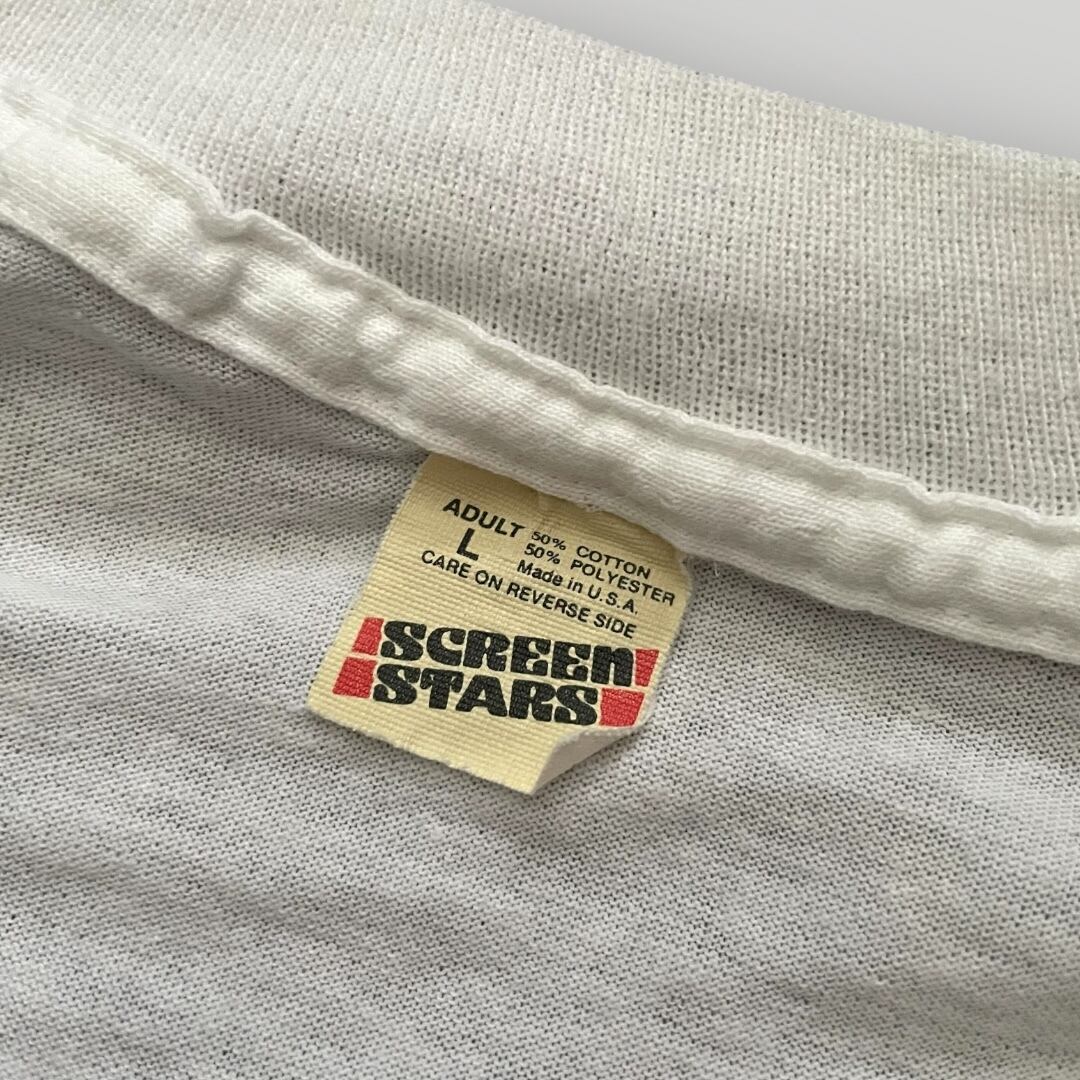 ADULT 50% COTTON
L 50% POLYESTER
Made in U.S.A.
CARE ON REVERSE SIDE
SCREEN
STARS